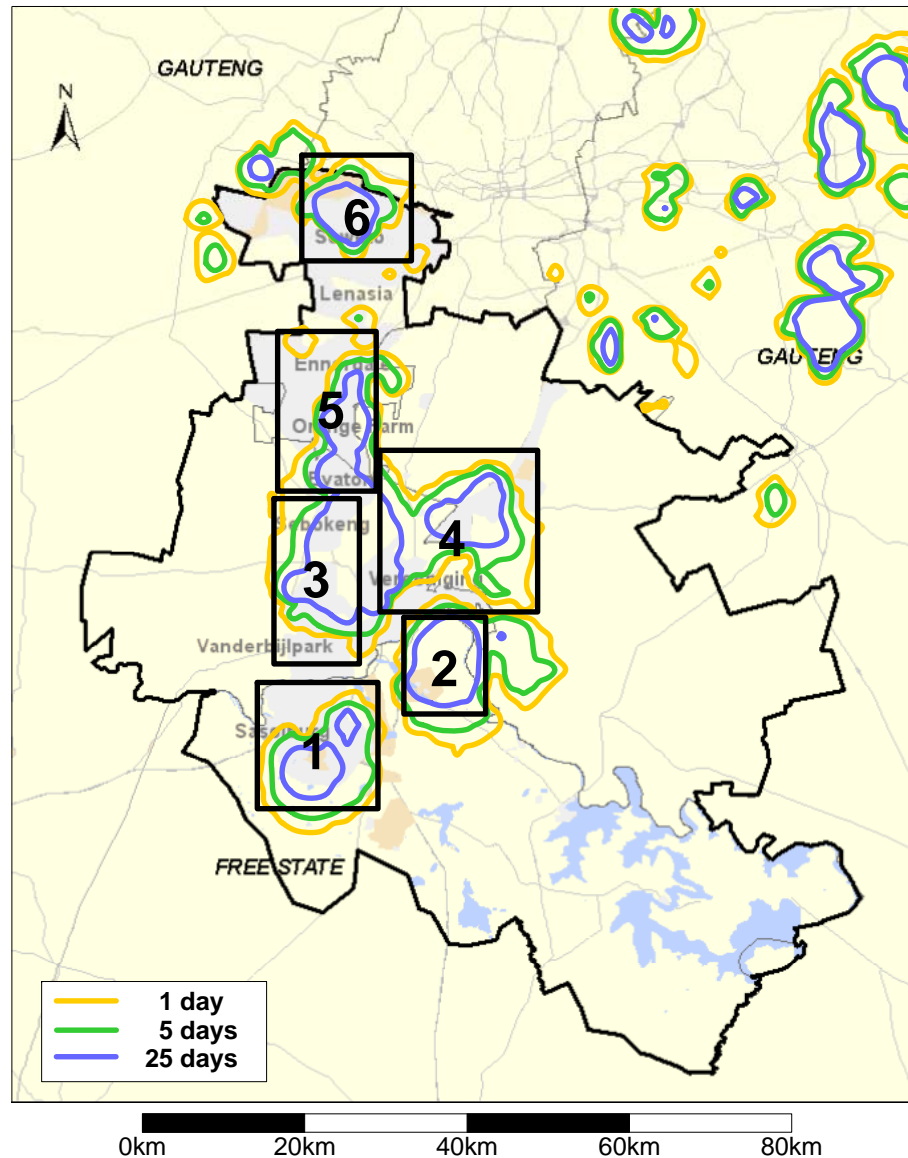 GAUTENG
N
6
Soweto
Lenasia
GAUTENG
Ennerdale
5
Orange Farm
Evaton
Sebokeng
4
3
Vereeniging
Vanderbijlpark
2
Sasolburg
1
FREE STATE
1 day
5 days
25 days
0km 20km 40km 60km 80km